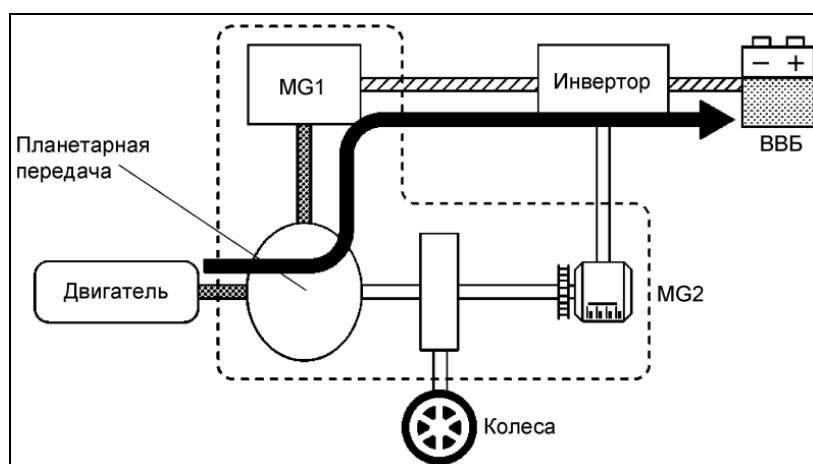 MG1
Инвертор
− +
ВВБ
Планетарная
передача
Двигатель
MG2
Колеса